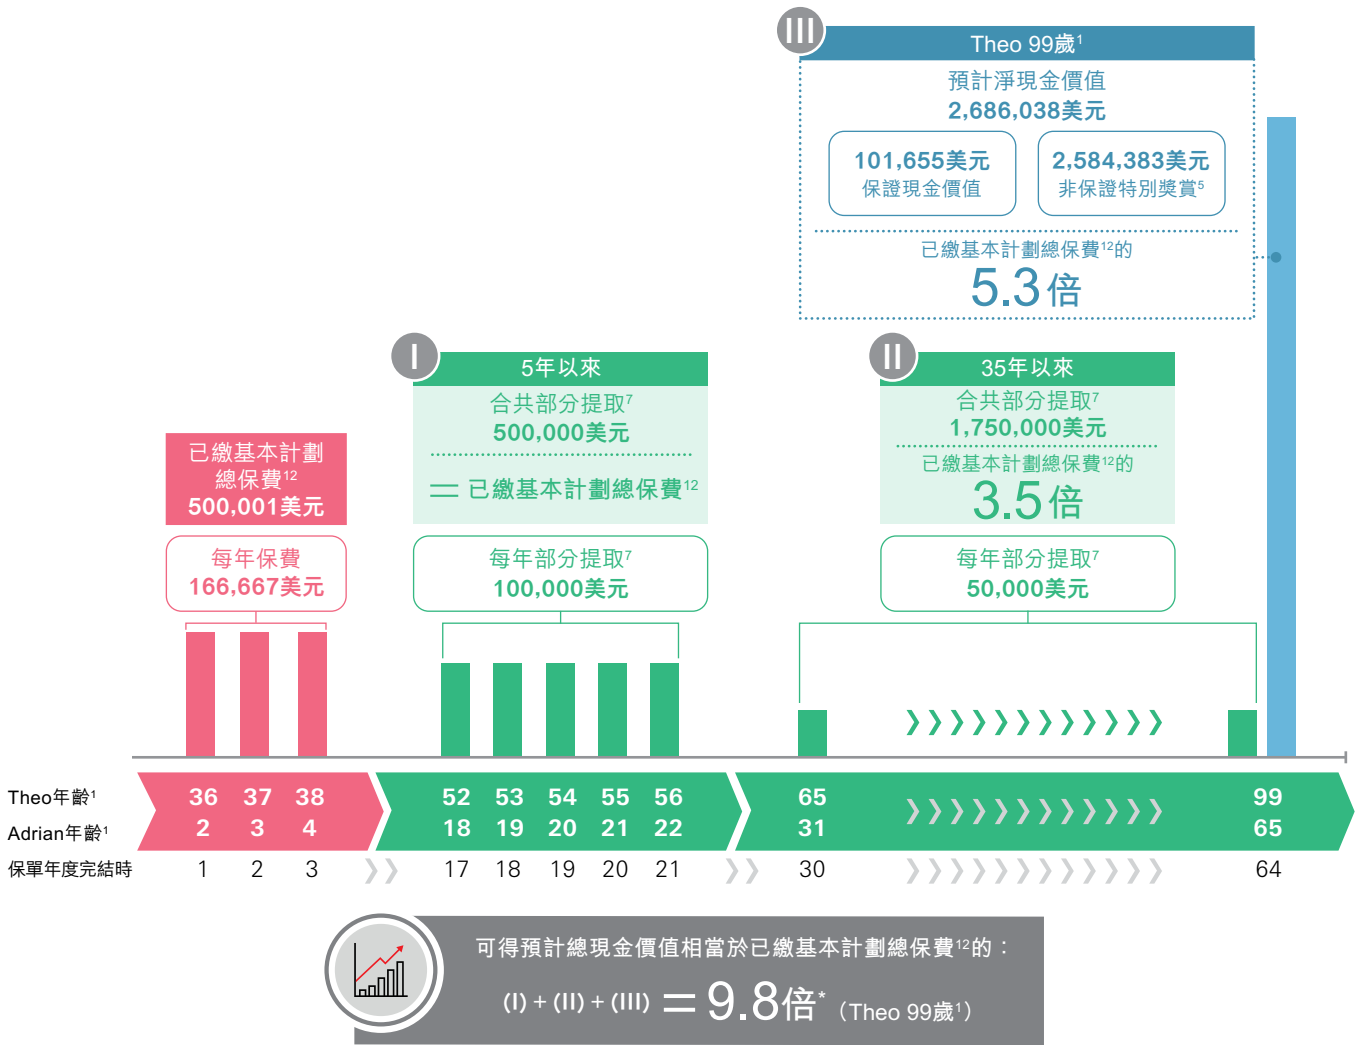 III
Theo 99歲¹
預計淨現金價值
2,686,038美元
101,655美元
保證現金價值
2,584,383美元
非保證特別獎賞⁵
已繳基本計劃總保費¹²的
5.3倍
I
5年以來
合共部分提取⁷
500,000美元
= 已繳基本計劃總保費¹²
每年部分提取⁷
100,000美元
II
35年以來
合共部分提取⁷
1,750,000美元
已繳基本計劃總保費¹²的
3.5倍
每年部分提取⁷
50,000美元
已繳基本計劃
總保費¹²
500,001美元
每年保費
166,667美元
Theo年齡¹ 36 37 38 52 53 54 55 56 65 99
Adrian年齡¹ 2 3 4 18 19 20 21 22 31 65
保單年度完結時 1 2 3 17 18 19 20 21 30 64
可得預計總現金價值相當於已繳基本計劃總保費¹²的：
(I) + (II) + (III) = 9.8倍* （Theo 99歲¹）